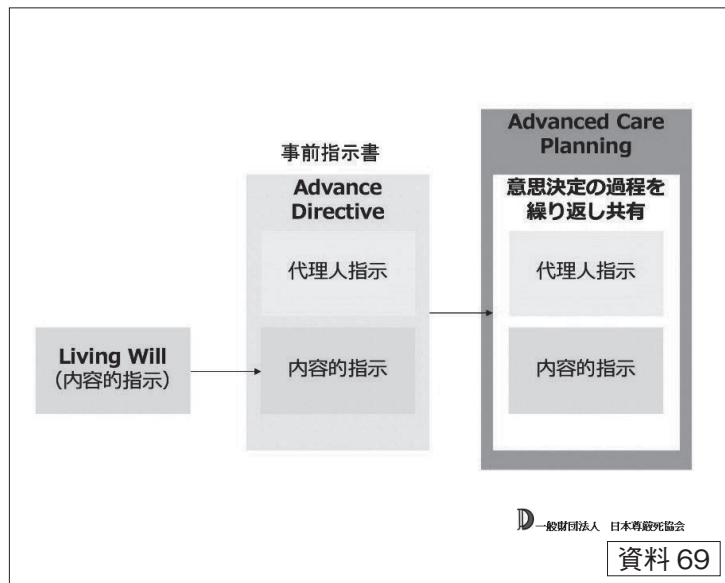 Living Will
(内容的指示)
事前指示書
Advance
Directive
代理人指示
内容的指示
Advanced Care
Planning
意思決定の過程を
繰り返し共有
代理人指示
内容的指示
一般財団法人 日本尊厳死協会
資料 69